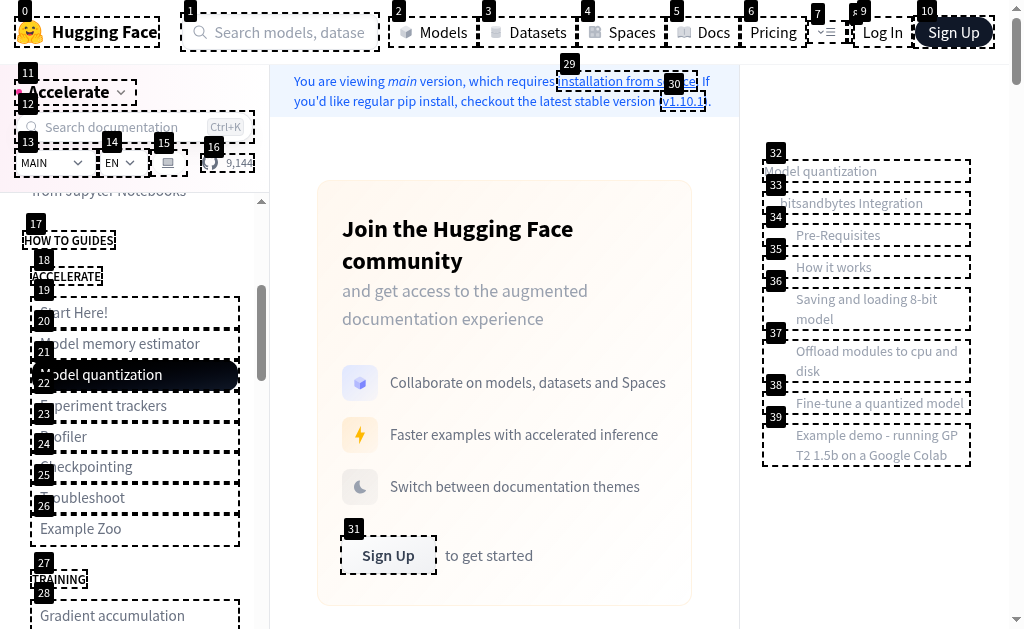 0
1
2
3
4
5
6
7
9
10
Hugging Face
Search models, datase
Models
Datasets
Spaces
Docs
Pricing
Log In
Sign Up
11
Accelerate
12
Search documentation
Ctrl+K
13
14
15
16
MAIN
EN
9,144
from Jupyter Notebooks
17
HOW TO GUIDES
18
ACCELERATE
19
Start Here!
20
Model memory estimator
21
Model quantization
22
Experiment trackers
23
Profiler
24
Checkpointing
25
Troubleshoot
26
Example Zoo
27
TRAINING
28
Gradient accumulation
29
You are viewing main version, which requires installation from source. If
30
you'd like regular pip install, checkout the latest stable version (v1.10.1).
Join the Hugging Face
community
and get access to the augmented
documentation experience
Collaborate on models, datasets and Spaces
Faster examples with accelerated inference
Switch between documentation themes
31
Sign Up
to get started
32
Model quantization
33
bitsandbytes Integration
34
Pre-Requisites
35
How it works
36
Saving and loading 8-bit
model
37
Offload modules to cpu and
disk
38
Fine-tune a quantized model
39
Example demo - running GP
T2 1.5b on a Google Colab